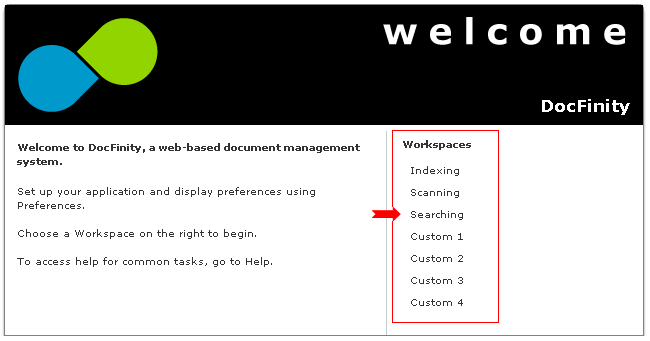 welcome
DocFinity
Welcome to DocFinity, a web-based document management
system.
Set up your application and display preferences using
Preferences.
Choose a Workspace on the right to begin.
To access help for common tasks, go to Help.
Workspaces
Indexing
Scanning
Searching
Custom 1
Custom 2
Custom 3
Custom 4